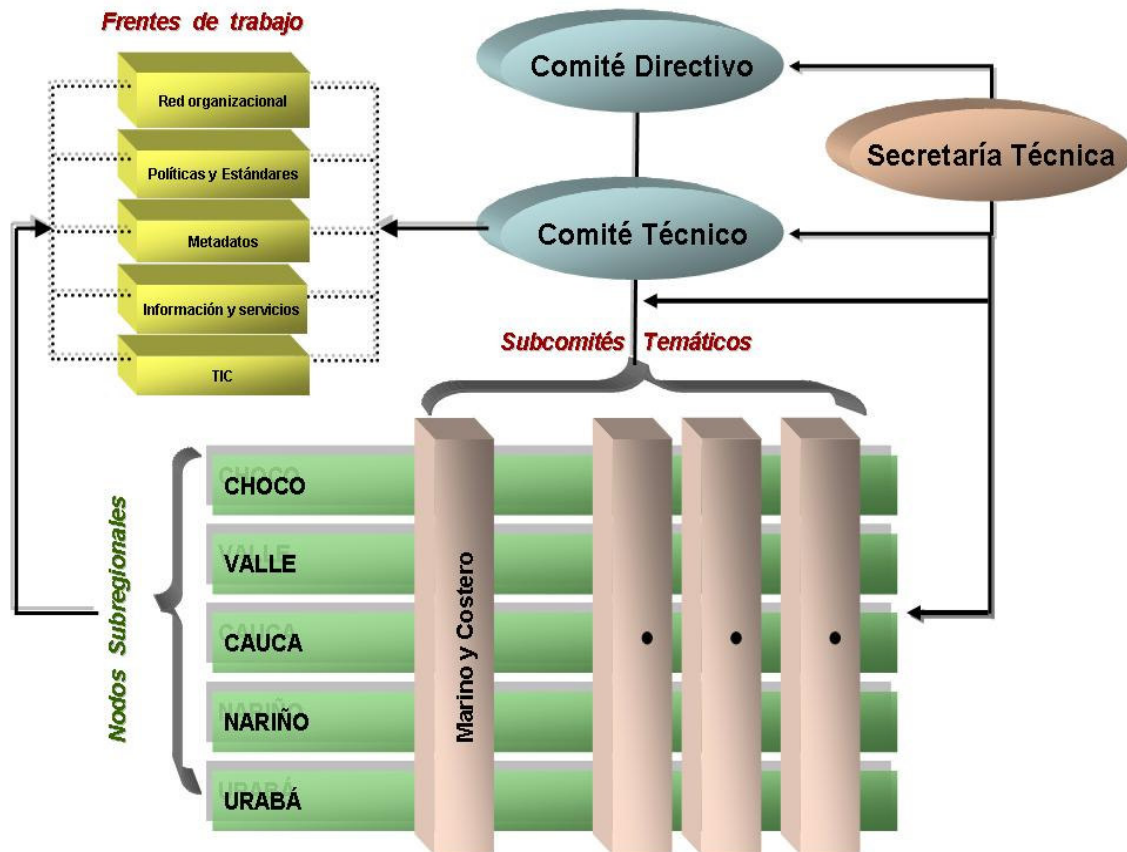 Frentes de trabajo
Red organizacional
Políticas y Estándares
Metadatos
Información y servicios
TIC
Comité Directivo
Secretaría Técnica
Comité Técnico
Subcomités Temáticos
Nodos Subregionales
CHOCO
VALLE
CAUCA
NARIÑO
URABÁ
Marino y Costero